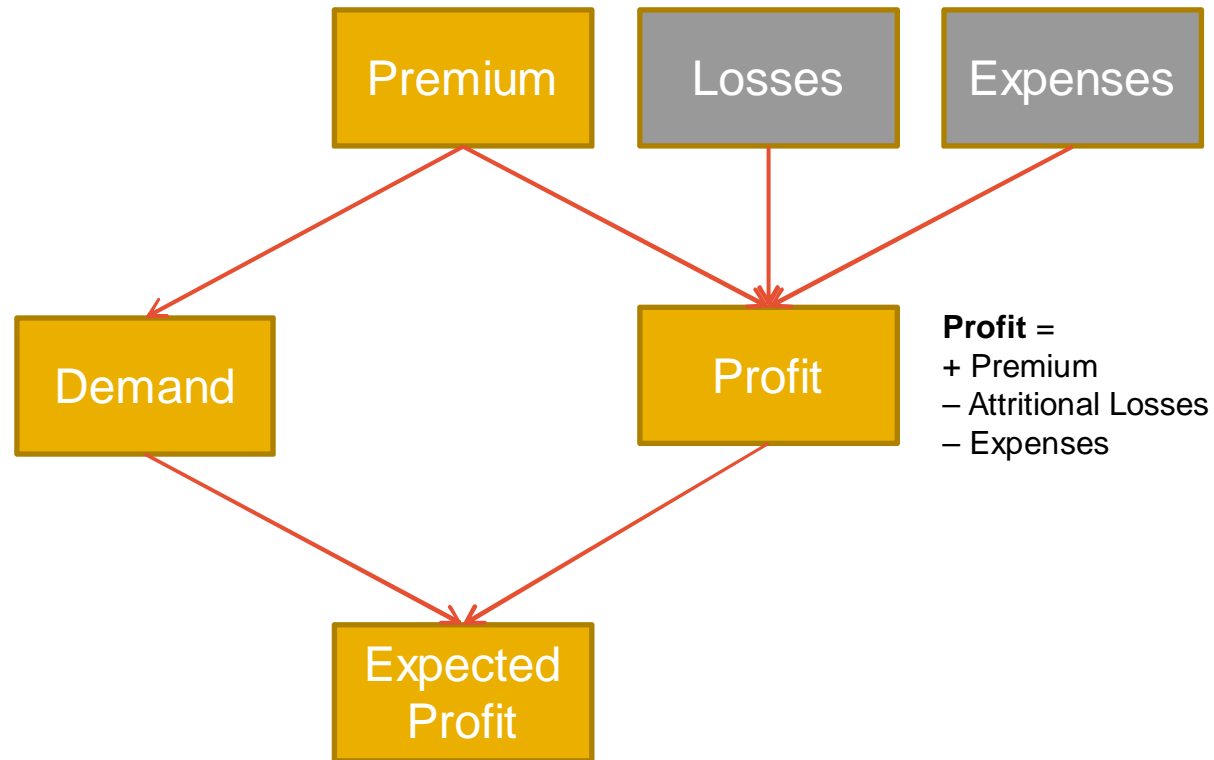 Premium
Losses
Expenses
Demand
Profit
Profit =
+ Premium
– Attritional Losses
– Expenses
Expected
Profit